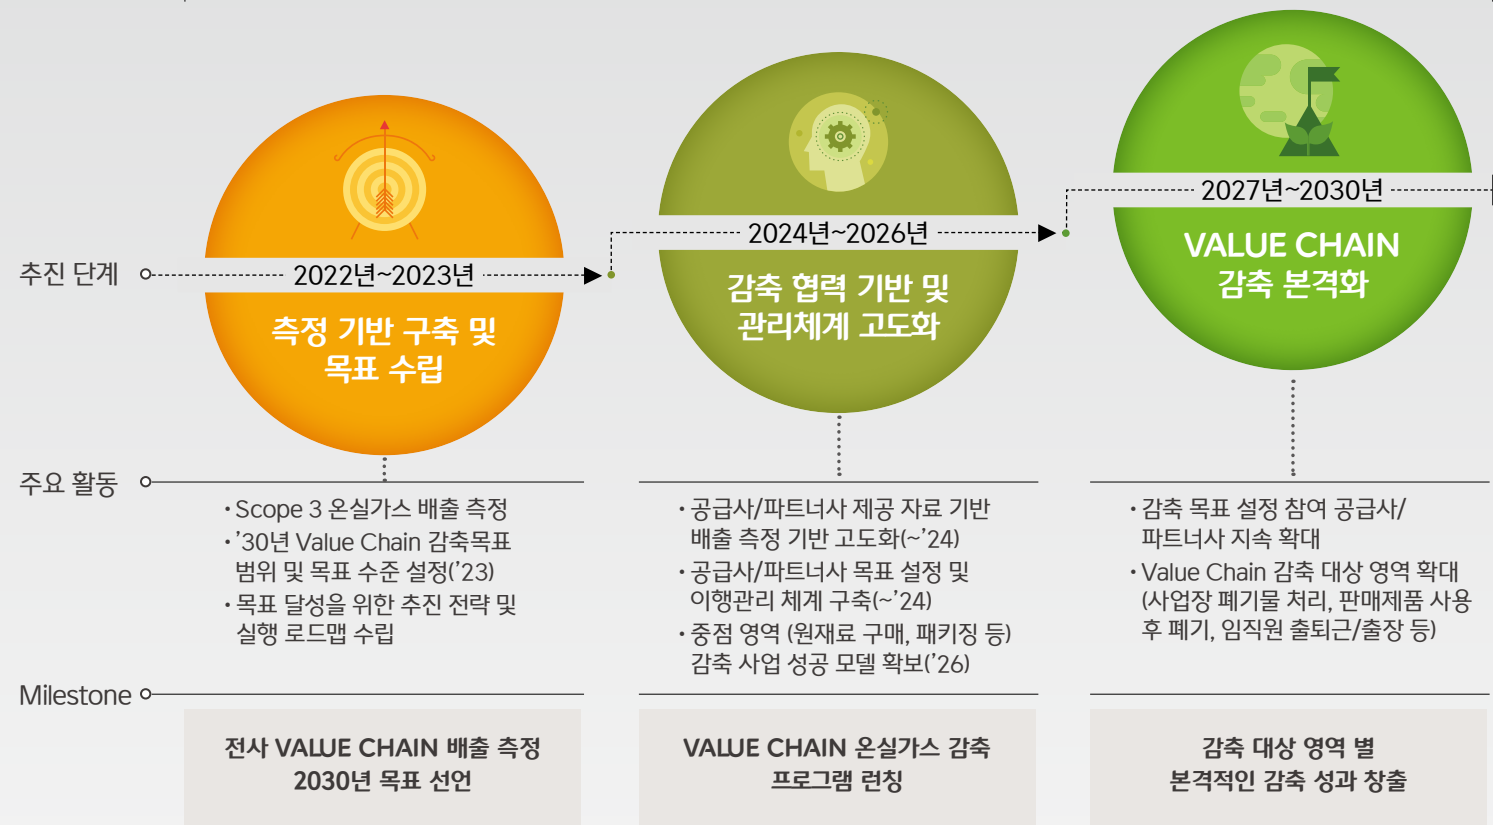 추진 단계
2022년~2023년
측정 기반 구축 및
목표 수립
2024년~2026년
감축 협력 기반 및
관리체계 고도화
2027년~2030년
VALUE CHAIN
감축 본격화
주요 활동
· Scope 3 온실가스 배출 측정
· ’30년 Value Chain 감축목표
범위 및 목표 수준 설정(’23)
· 목표 달성을 위한 추진 전략 및
실행 로드맵 수립
· 공급사/파트너사 제공 자료 기반
배출 측정 기반 고도화(~’24)
· 공급사/파트너사 목표 설정 및
이행관리 체계 구축(~’24)
· 중점 영역 (원재료 구매, 패키징 등)
감축 사업 성공 모델 확보(’26)
· 감축 목표 설정 참여 공급사/
파트너사 지속 확대
· Value Chain 감축 대상 영역 확대
(사업장 폐기물 처리, 판매제품 사용
후 폐기, 임직원 출퇴근/출장 등)
Milestone
전사 VALUE CHAIN 배출 측정
2030년 목표 선언
VALUE CHAIN 온실가스 감축
프로그램 런칭
감축 대상 영역 별
본격적인 감축 성과 창출